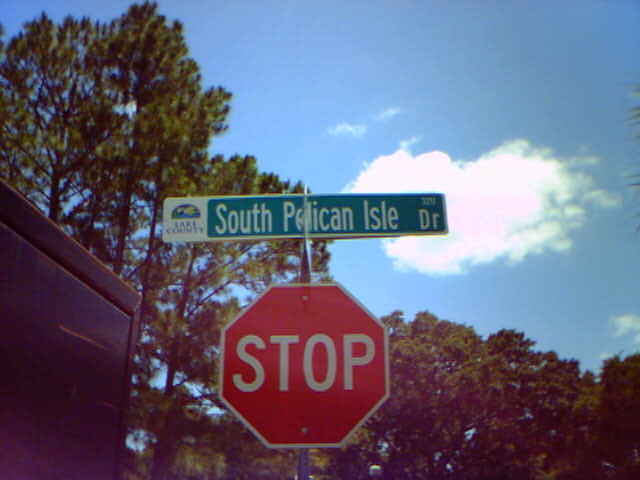 LAKE
COUNTY
South Pelican Isle Dr
STOP